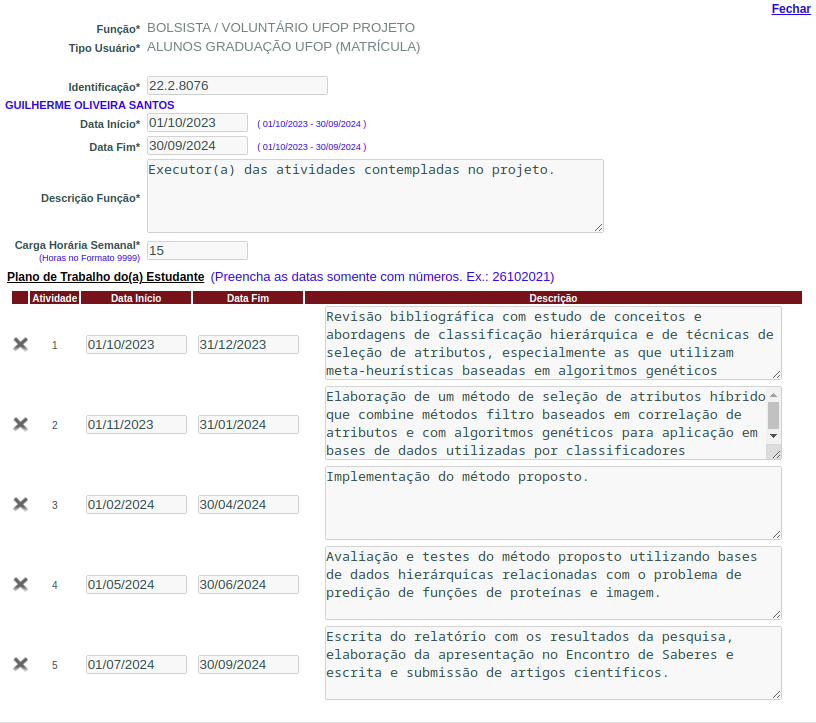 Fechar
Função* BOLSISTA / VOLUNTÁRIO UFOP PROJETO
Tipo Usuário* ALUNOS GRADUAÇÃO UFOP (MATRÍCULA)
Identificação* 22.2.8076
GUILHERME OLIVEIRA SANTOS
Data Início* 01/10/2023 ( 01/10/2023 - 30/09/2024 )
Data Fim* 30/09/2024 ( 01/10/2023 - 30/09/2024 )
Executor(a) das atividades contempladas no projeto.
Descrição Função*
Carga Horária Semanal* 15
(Horas no Formato 9999)
Plano de Trabalho do(a) Estudante (Preencha as datas somente com números. Ex.: 26102021)
Atividade Data Início Data Fim Descrição
1 01/10/2023 31/12/2023
Revisão bibliográfica com estudo de conceitos e
abordagens de classificação hierárquica e de técnicas de
seleção de atributos, especialmente as que utilizam
meta-heurísticas baseadas em algoritmos genéticos
2 01/11/2023 31/01/2024
Elaboração de um método de seleção de atributos híbrido
que combine métodos filtro baseados em correlação de
atributos e com algoritmos genéticos para aplicação em
bases de dados utilizadas por classificadores
3 01/02/2024 30/04/2024
Implementação do método proposto.
4 01/05/2024 30/06/2024
Avaliação e testes do método proposto utilizando bases
de dados hierárquicas relacionadas com o problema de
predição de funções de proteínas e imagem.
5 01/07/2024 30/09/2024
Escrita do relatório com os resultados da pesquisa,
elaboração da apresentação no Encontro de Saberes e
escrita e submissão de artigos científicos.